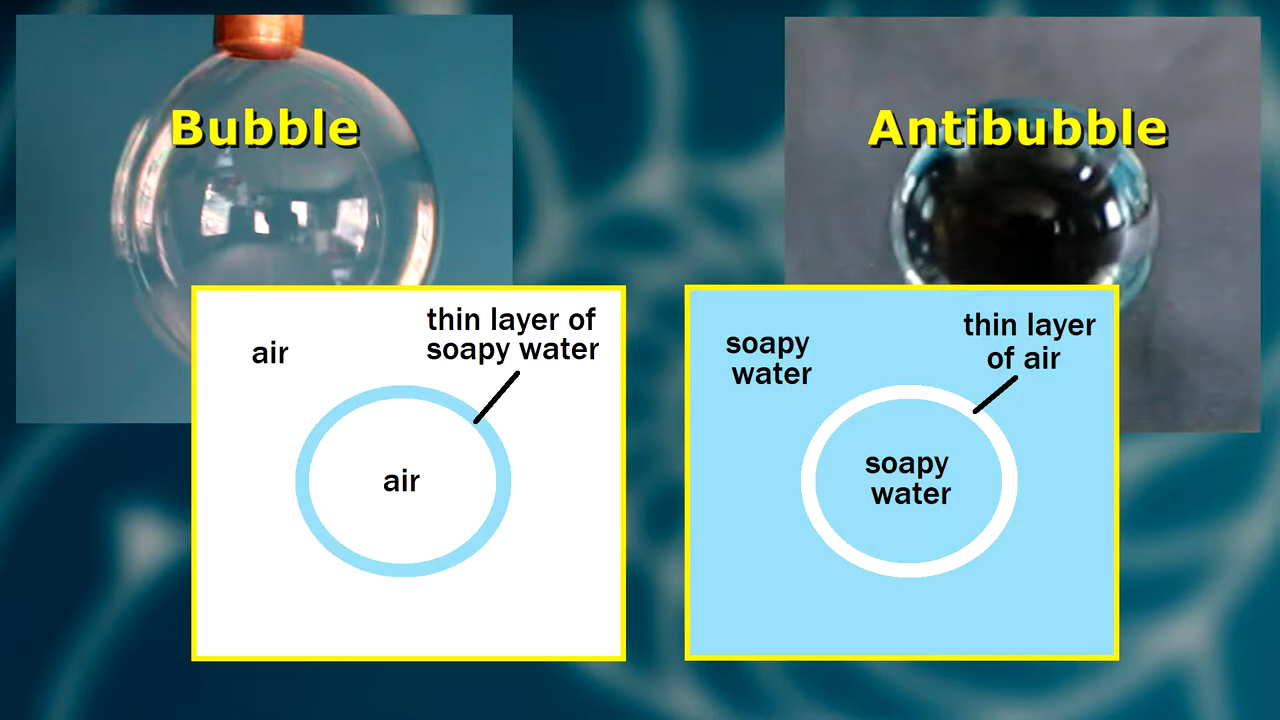 Bubble
air
thin layer of
soapy water
air
Antibubble
soapy
water
thin layer
of air
soapy
water